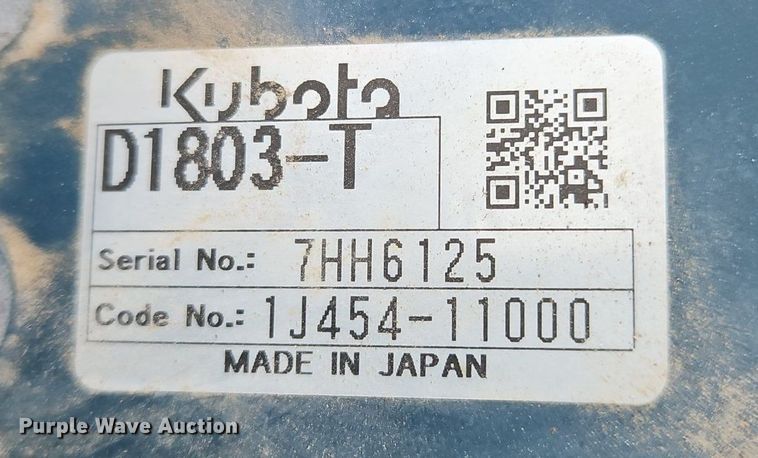 Kubota
D1803-T
Serial No.: 7HH6125
Code No.: 1J454-11000
MADE IN JAPAN
Purple Wave Auction